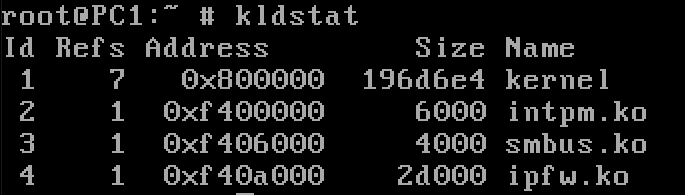 root@PC1:~ # kldstat
Id Refs Address Size Name
1 7 0x800000 196d6e4 kernel
2 1 0xf400000 6000 intpm.ko
3 1 0xf406000 4000 smbus.ko
4 1 0xf40a000 2d000 ipfw.ko